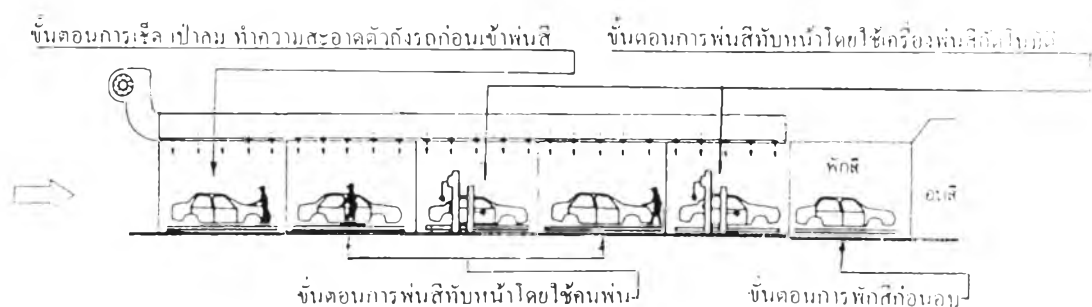 ขั้นตอนการเช็ด เป่าลม ทำความสะอาดตัวถังรถก่อนเข้าพ่นสี
ขั้นตอนการพ่นสีทับหน้าโดยใช้เครื่องพ่นสีอัตโนมัติ
พักสี
อบสี
ขั้นตอนการพ่นสีทับหน้าโดยใช้คนพ่น
ขั้นตอนการพักสีก่อนอบ